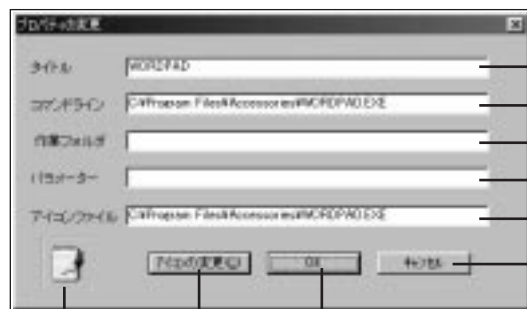 プロパティの変更
タイトル WORDPAD
コマンドライン C:¥Program Files¥Accessories¥WORDPAD.EXE
作業フォルダ
パラメーター
アイコンファイル C:¥Program Files¥Accessories¥WORDPAD.EXE
アイコンの変更(I) OK キャンセル